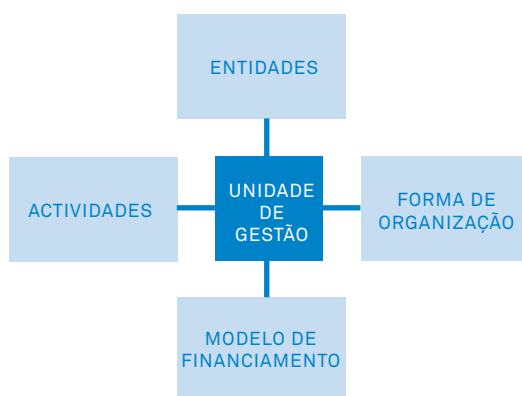 ENTIDADES
ACTIVIDADES
UNIDADE
DE
GESTÃO
FORMA DE
ORGANIZAÇÃO
MODELO DE
FINANCIAMENTO